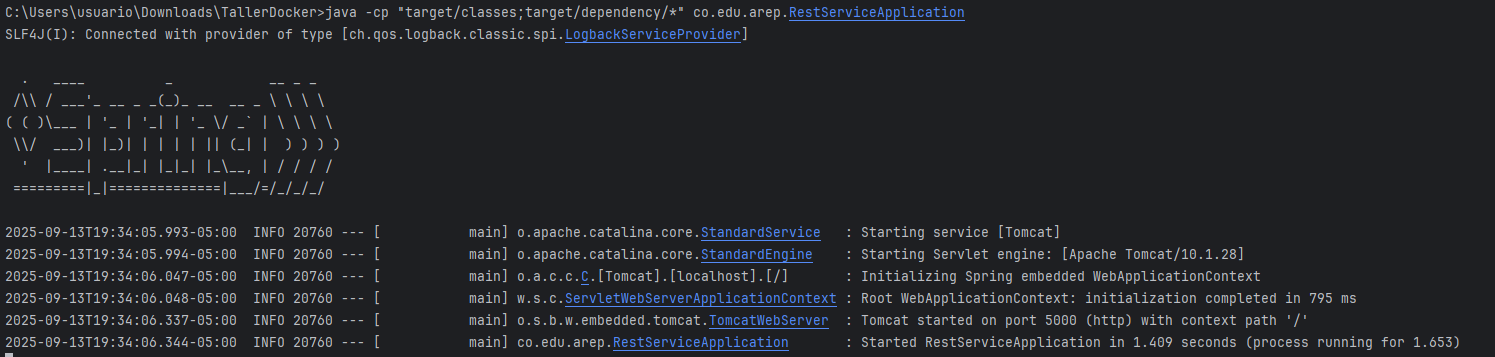 C:\Users\usuario\Downloads\TallerDocker>java -cp "target/classes;target/dependency/*" co.edu.arep.RestServiceApplication
SLF4J(I): Connected with provider of type [ch.qos.logback.classic.spi.LogbackServiceProvider]
  .   ____          _            __ _ _
 /\\ / ___'_ __ _ _(_)_ __  __ _ \ \ \ \
( ( )\___ | '_ | '_| | '_ \/ _` | \ \ \ \
 \\/  ___)| |_)| | | | | || (_| |  ) ) ) )
  '  |____| .__|_| |_|_| |_\__, | / / / /
 =========|_|==============|___/=/_/_/_/
2025-09-13T19:34:05.993-05:00  INFO 20760 --- [           main] o.apache.catalina.core.StandardService   : Starting service [Tomcat]
2025-09-13T19:34:05.994-05:00  INFO 20760 --- [           main] o.apache.catalina.core.StandardEngine    : Starting Servlet engine: [Apache Tomcat/10.1.28]
2025-09-13T19:34:06.047-05:00  INFO 20760 --- [           main] o.a.c.c.C.[Tomcat].[localhost].[/]       : Initializing Spring embedded WebApplicationContext
2025-09-13T19:34:06.048-05:00  INFO 20760 --- [           main] w.s.c.ServletWebServerApplicationContext : Root WebApplicationContext: initialization completed in 795 ms
2025-09-13T19:34:06.337-05:00  INFO 20760 --- [           main] o.s.b.w.embedded.tomcat.TomcatWebServer  : Tomcat started on port 5000 (http) with context path '/'
2025-09-13T19:34:06.344-05:00  INFO 20760 --- [           main] co.edu.arep.RestServiceApplication       : Started RestServiceApplication in 1.409 seconds (process running for 1.653)